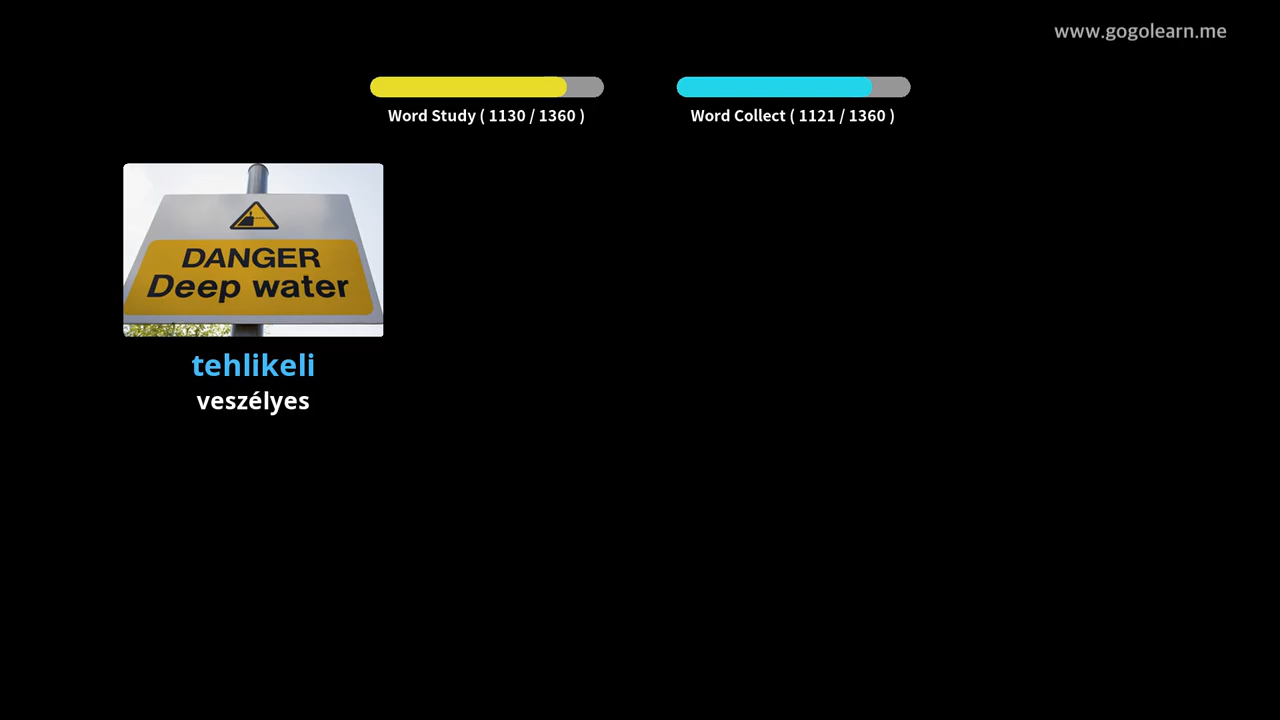 www.gogolearn.me
Word Study ( 1130 / 1360 )
Word Collect ( 1121 / 1360 )
DANGER
Deep water
tehlikeli
veszélyes